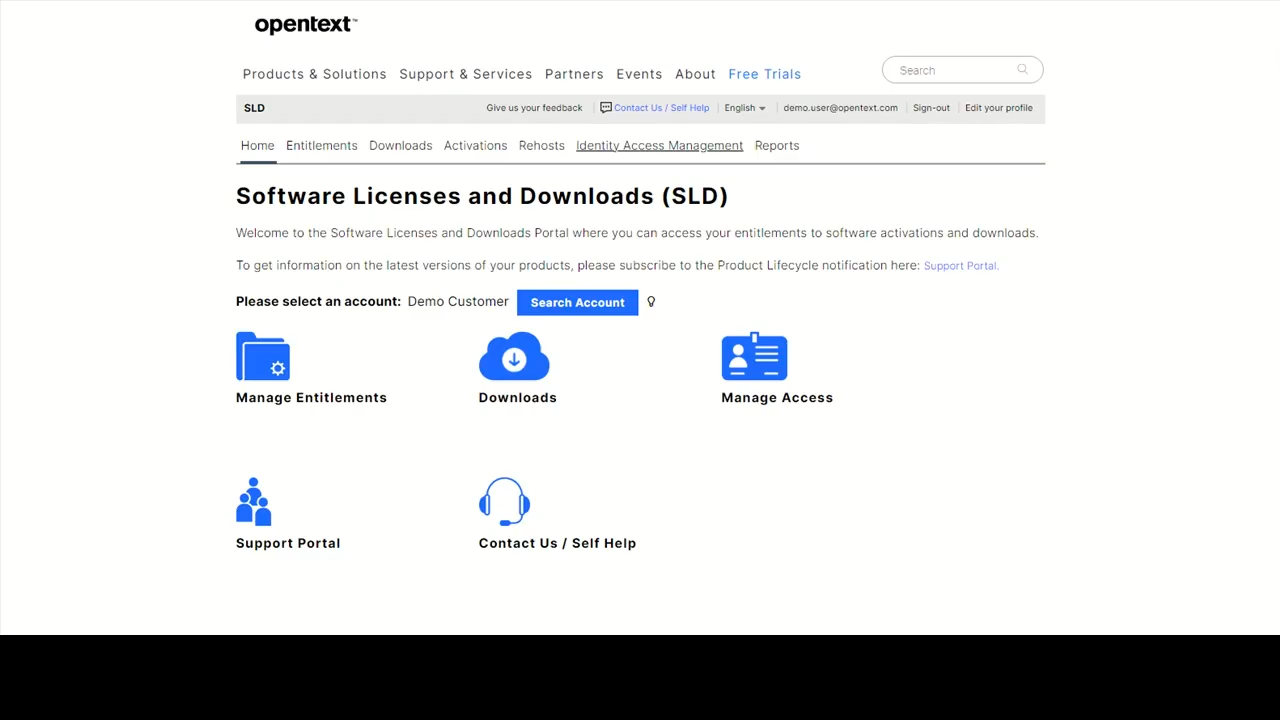 opentext™
Search
Products & Solutions Support & Services Partners Events About Free Trials
SLD Give us your feedback Contact Us / Self Help English demo.user@opentext.com Sign-out Edit your profile
Home Entitlements Downloads Activations Rehosts Identity Access Management Reports
Software Licenses and Downloads (SLD)
Welcome to the Software Licenses and Downloads Portal where you can access your entitlements to software activations and downloads.
To get information on the latest versions of your products, please subscribe to the Product Lifecycle notification here: Support Portal.
Please select an account: Demo Customer Search Account
Manage Entitlements Downloads Manage Access
Support Portal Contact Us / Self Help